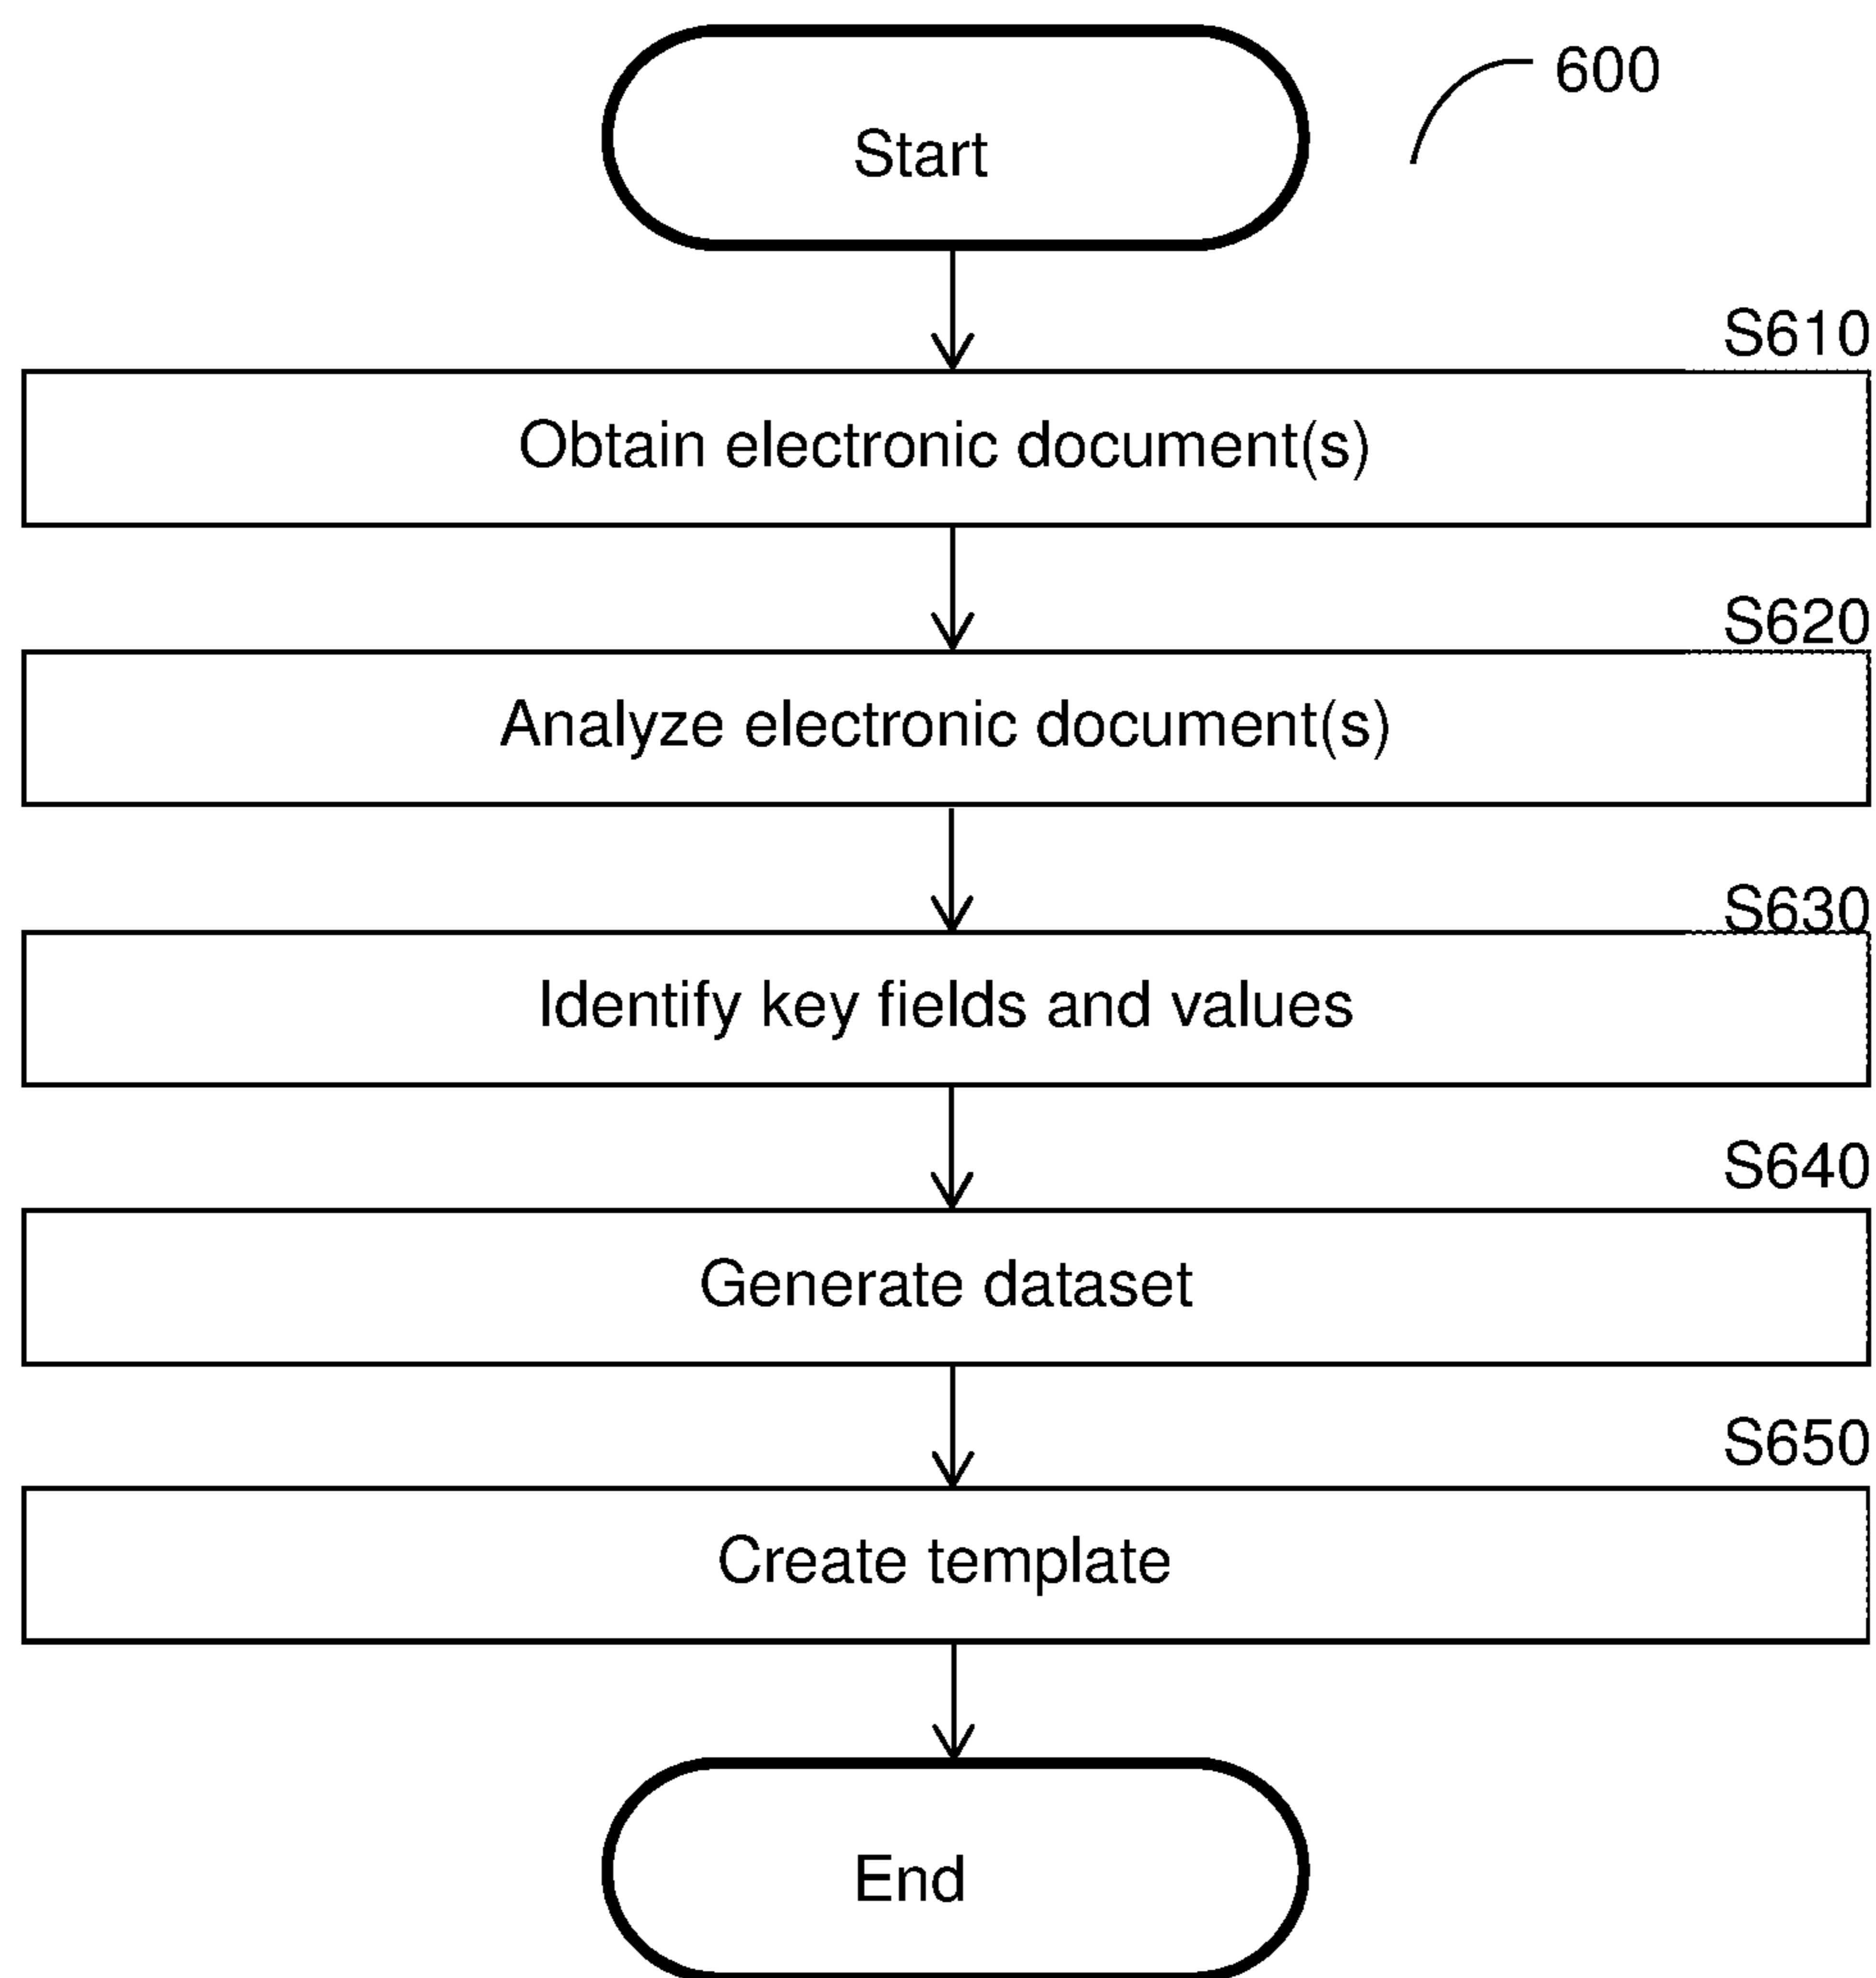 Start
600
S610
Obtain electronic document(s)
S620
Analyze electronic document(s)
S630
Identify key fields and values
S640
Generate dataset
S650
Create template
End